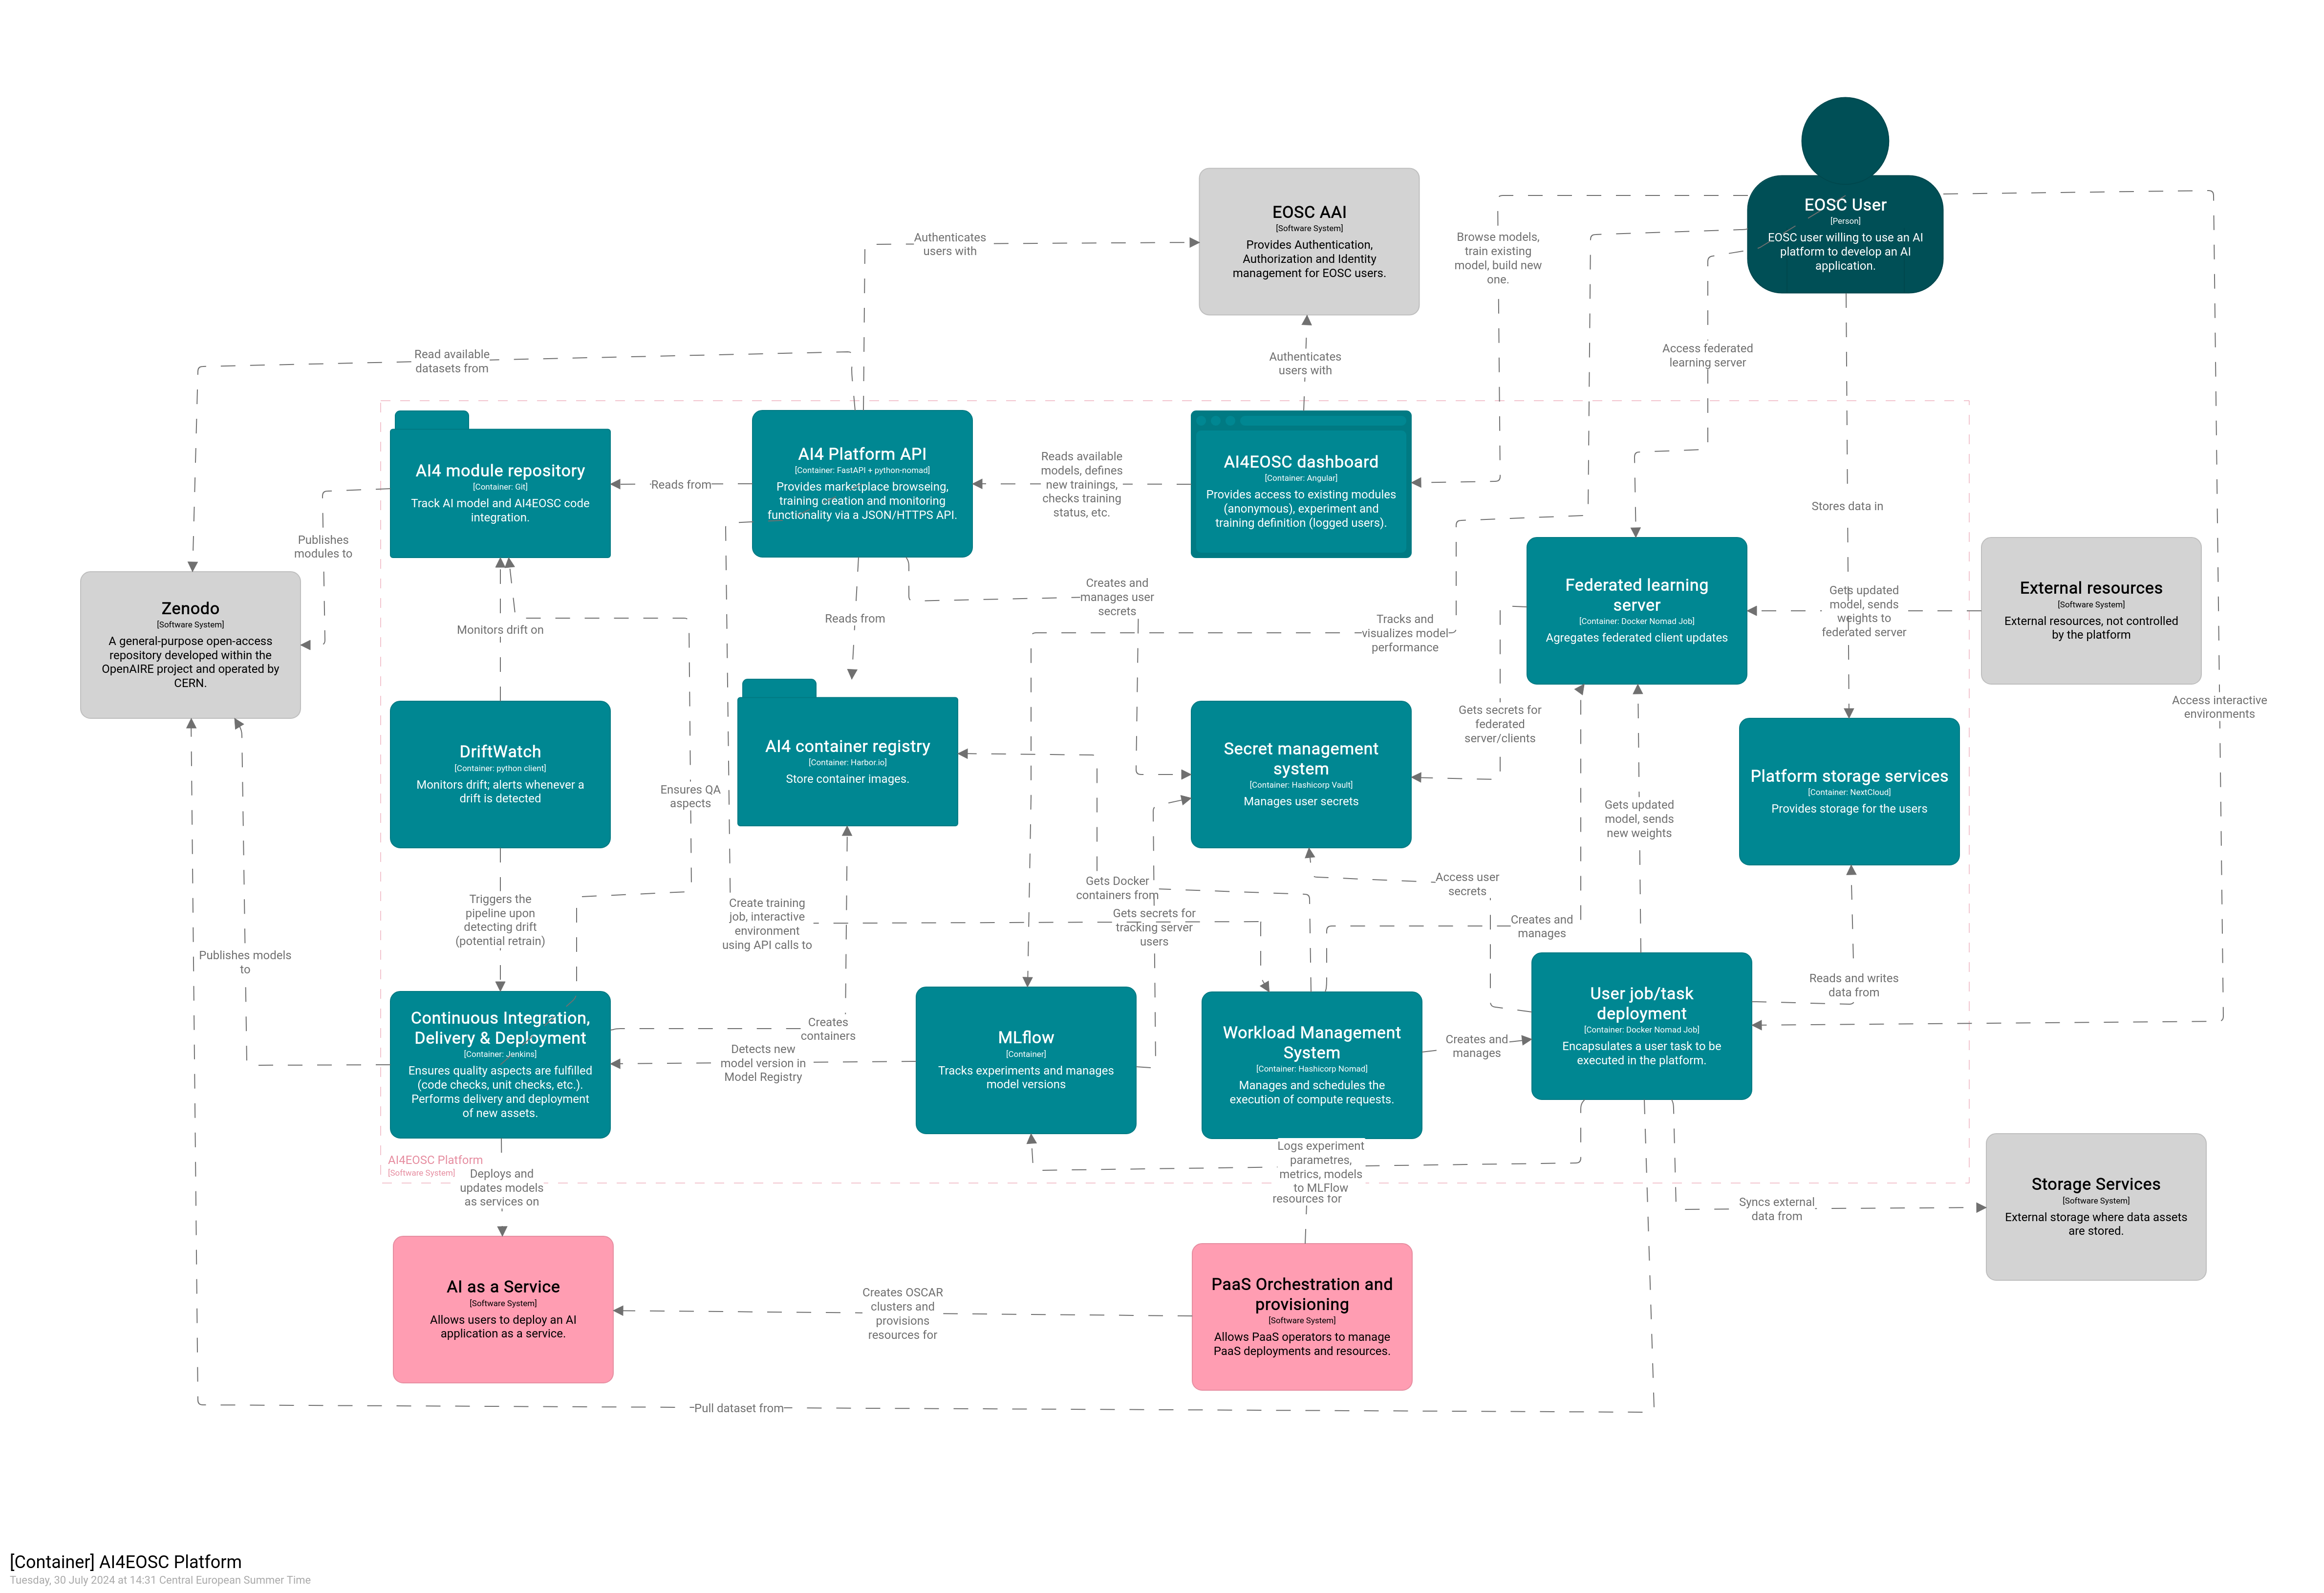 EOSC User
[Person]
EOSC user willing to use an AI
platform to develop an AI
application.
EOSC AAI
[Software System]
Provides Authentication,
Authorization and Identity
management for EOSC users.
Authenticates
users with
Browse models,
train existing
model, build new
one.
Access federated
learning server
Read available
datasets from
Authenticates
users with
AI4 module repository
[Container: Git]
Track AI model and AI4EOSC code
integration.
Reads from
AI4 Platform API
[Container: FastAPI + python-nomad]
Provides marketplace browseing,
training creation and monitoring
functionality via a JSON/HTTPS API.
Reads available
models, defines
new trainings,
checks training
status, etc.
AI4EOSC dashboard
[Container: Angular]
Provides access to existing modules
(anonymous), experiment and
training definition (logged users).
Stores data in
Publishes
modules to
Zenodo
[Software System]
A general-purpose open-access
repository developed within the
OpenAIRE project and operated by
CERN.
Monitors drift on
Reads from
Creates and
manages user
secrets
Tracks and
visualizes model
performance
Federated learning
server
[Container: Docker Nomad Job]
Agregates federated client updates
Gets updated
model, sends
weights to
federated server
External resources
[Software System]
External resources, not controlled
by the platform
Access interactive
environments
DriftWatch
[Container: python client]
Monitors drift; alerts whenever a
drift is detected
Ensures QA
aspects
AI4 container registry
[Container: Harbor.io]
Store container images.
Secret management
system
[Container: Hashicorp Vault]
Manages user secrets
Gets secrets for
federated
server/clients
Gets updated
model, sends
new weights
Platform storage services
[Container: NextCloud]
Provides storage for the users
Triggers the
pipeline upon
detecting drift
(potential retrain)
Create training
job, interactive
environment
using API calls to
Gets Docker
containers from
Gets secrets for
tracking server
users
Access user
secrets
Creates and
manages
Publishes models
to
Reads and writes
data from
Continuous Integration,
Delivery & Deployment
[Container: Jenkins]
Ensures quality aspects are fulfilled
(code checks, unit checks, etc.).
Performs delivery and deployment
of new assets.
Creates
containers
Detects new
model version in
Model Registry
MLflow
[Container]
Tracks experiments and manages
model versions
Workload Management
System
[Container: Hashicorp Nomad]
Manages and schedules the
execution of compute requests.
Creates and
manages
User job/task
deployment
[Container: Docker Nomad Job]
Encapsulates a user task to be
executed in the platform.
AI4EOSC Platform
[Software System]
Deploys and
updates models
as services on
Logs experiment
parametres,
metrics, models
to MLFlow
resources for
Syncs external
data from
Storage Services
[Software System]
External storage where data assets
are stored.
AI as a Service
[Software System]
Allows users to deploy an AI
application as a service.
Creates OSCAR
clusters and
provisions
resources for
PaaS Orchestration and
provisioning
[Software System]
Allows PaaS operators to manage
PaaS deployments and resources.
Pull dataset from
[Container] AI4EOSC Platform
Tuesday, 30 July 2024 at 14:31 Central European Summer Time